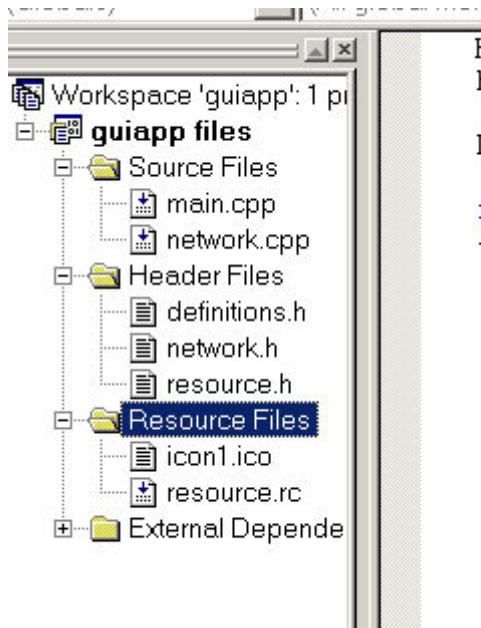 Workspace 'guiapp': 1 pr
guiapp files
Source Files
main.cpp
network.cpp
Header Files
definitions.h
network.h
resource.h
Resource Files
icon1.ico
resource.rc
External Depende